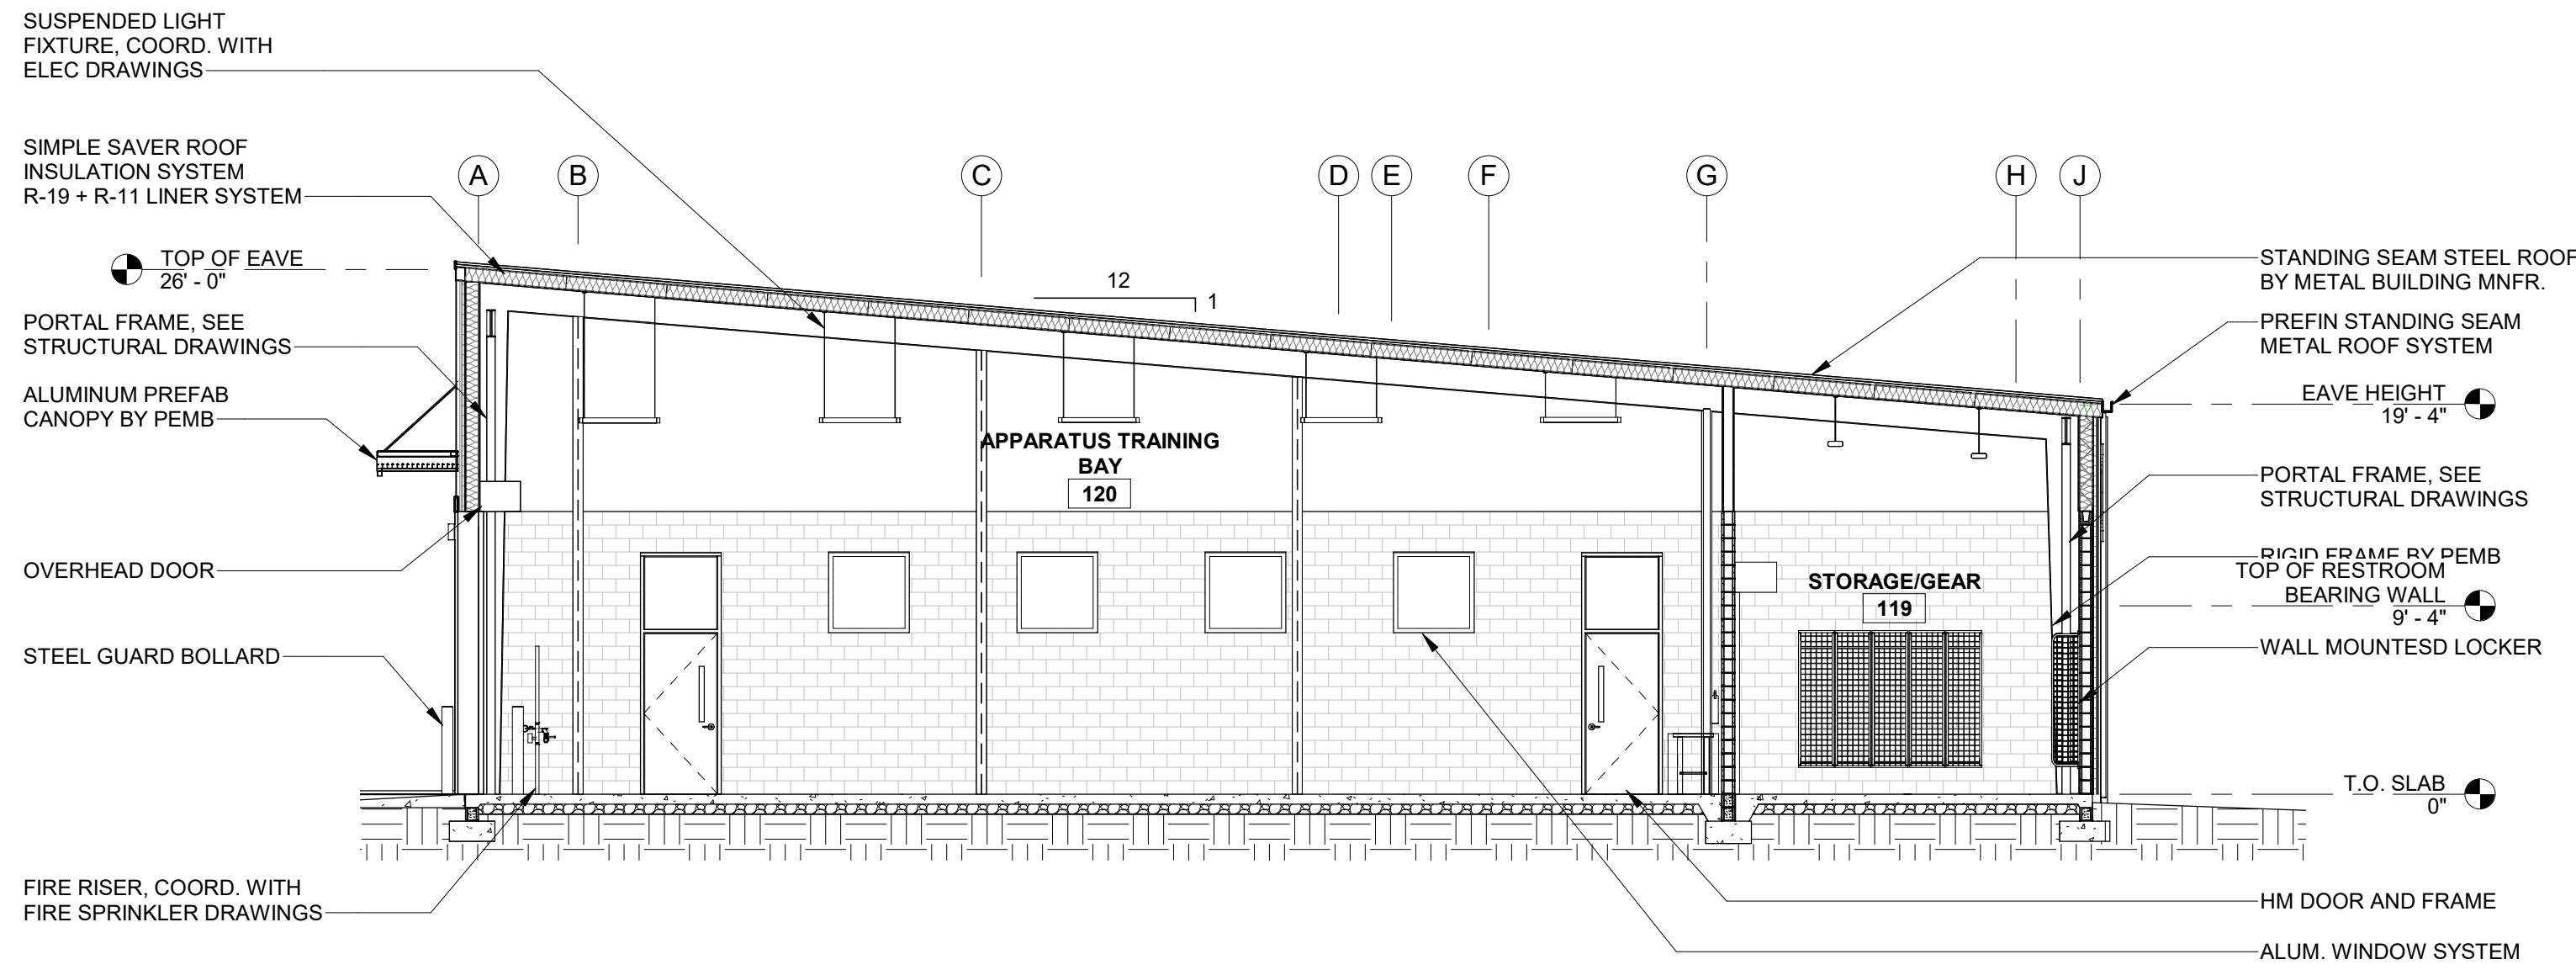 SUSPENDED LIGHT
FIXTURE, COORD. WITH
ELEC DRAWINGS
SIMPLE SAVER ROOF
INSULATION SYSTEM
R-19 + R-11 LINER SYSTEM
TOP OF EAVE
26' - 0"
PORTAL FRAME, SEE
STRUCTURAL DRAWINGS
ALUMINUM PREFAB
CANOPY BY PEMB
OVERHEAD DOOR
STEEL GUARD BOLLARD
FIRE RISER, COORD. WITH
FIRE SPRINKLER DRAWINGS
A
B
C
D
E
F
G
H
J
12
1
APPARATUS TRAINING
BAY
120
STORAGE/GEAR
119
STANDING SEAM STEEL ROOF
BY METAL BUILDING MNFR.
PREFIN STANDING SEAM
METAL ROOF SYSTEM
EAVE HEIGHT
19' - 4"
PORTAL FRAME, SEE
STRUCTURAL DRAWINGS
RIGID FRAME BY PEMB
TOP OF RESTROOM
BEARING WALL
9' - 4"
WALL MOUNTESD LOCKER
T.O. SLAB
0"
HM DOOR AND FRAME
ALUM. WINDOW SYSTEM